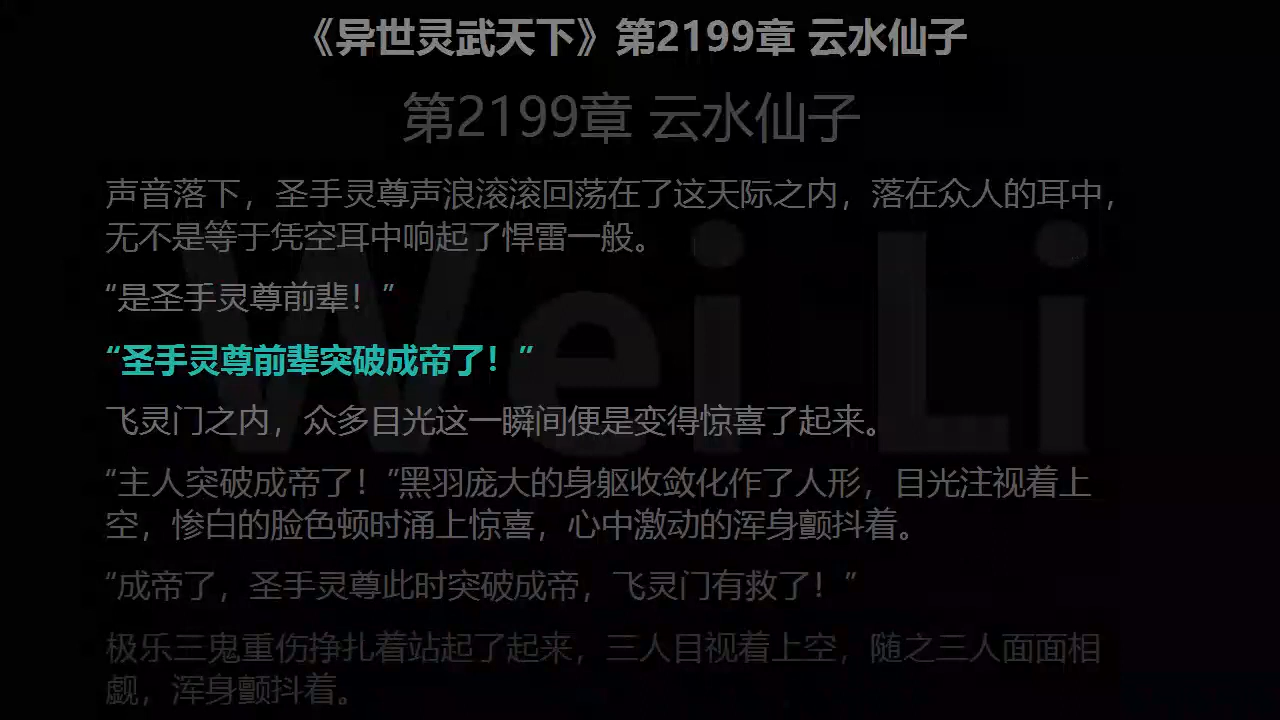 《异世灵武天下》第2199章 云水仙子
第2199章 云水仙子
声音落下，圣手灵尊声浪滚滚回荡在了这天际之内，落在众人的耳中，
无不是等于凭空耳中响起了悍雷一般。
“是圣手灵尊前辈！”
“圣手灵尊前辈突破成帝了！”
飞灵门之内，众多目光这一瞬间便是变得惊喜了起来。
“主人突破成帝了！”黑羽庞大的身躯收敛化作了人形，目光注视着上
空，惨白的脸色顿时涌上惊喜，心中激动的浑身颤抖着。
“成帝了，圣手灵尊此时突破成帝，飞灵门有救了！”
极乐三鬼重伤挣扎着站起了起来，三人目视着上空，随之三人面面相
觑，浑身颤抖着。
Wei Li